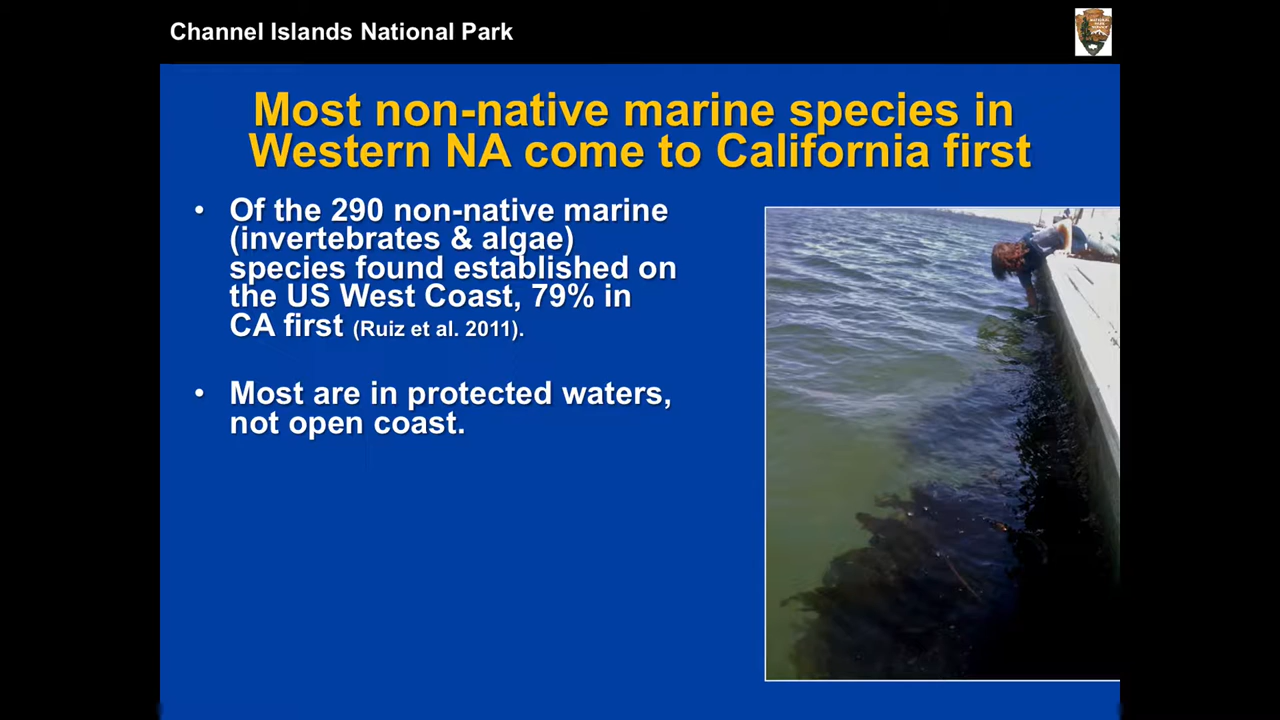 Channel Islands National Park
Most non-native marine species in
Western NA come to California first
• Of the 290 non-native marine
(invertebrates & algae)
species found established on
the US West Coast, 79% in
CA first (Ruiz et al. 2011).
• Most are in protected waters,
not open coast.